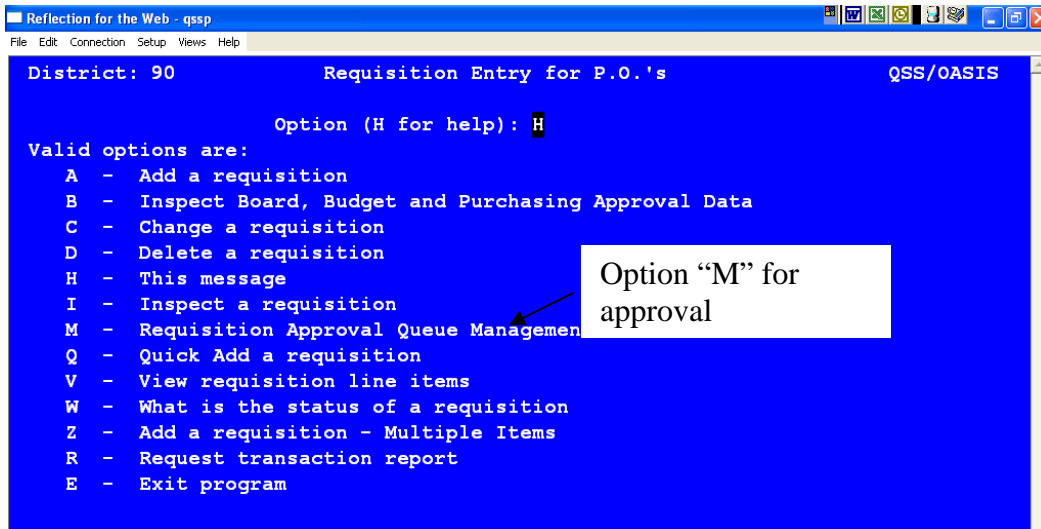 Reflection for the Web - qssp
File Edit Connection Setup Views Help
District: 90 Requisition Entry for P.O.'s QSS/OASIS
Option (H for help): H
Valid options are:
A - Add a requisition
B - Inspect Board, Budget and Purchasing Approval Data
C - Change a requisition
D - Delete a requisition
H - This message
I - Inspect a requisition
M - Requisition Approval Queue Managemen
Q - Quick Add a requisition
V - View requisition line items
W - What is the status of a requisition
Z - Add a requisition - Multiple Items
R - Request transaction report
E - Exit program
Option “M” for
approval